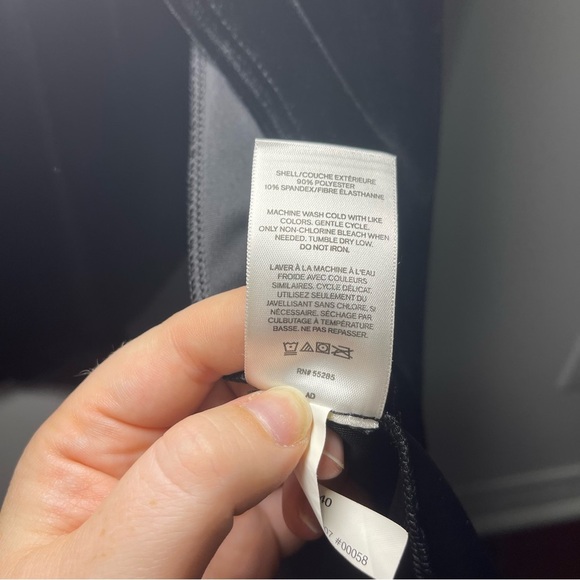 SHELL/COUCHE EXTÉRIEURE
90% POLYESTER
10% SPANDEX/FIBRE ÉLASTHANNE
MACHINE WASH COLD WITH LIKE
COLORS. GENTLE CYCLE.
ONLY NON-CHLORINE BLEACH WHEN
NEEDED. TUMBLE DRY LOW.
DO NOT IRON.
LAVER À LA MACHINE À L'EAU
FROIDE AVEC COULEURS
SIMILAIRES. CYCLE DÉLICAT.
UTILISEZ SEULEMENT DU
JAVELLISANT SANS CHLORE, SI
NÉCESSAIRE. SÉCHAGE PAR
CULBUTAGE À TEMPÉRATURE
BASSE. NE PAS REPASSER.
RN# 55285
AD
40
#00058